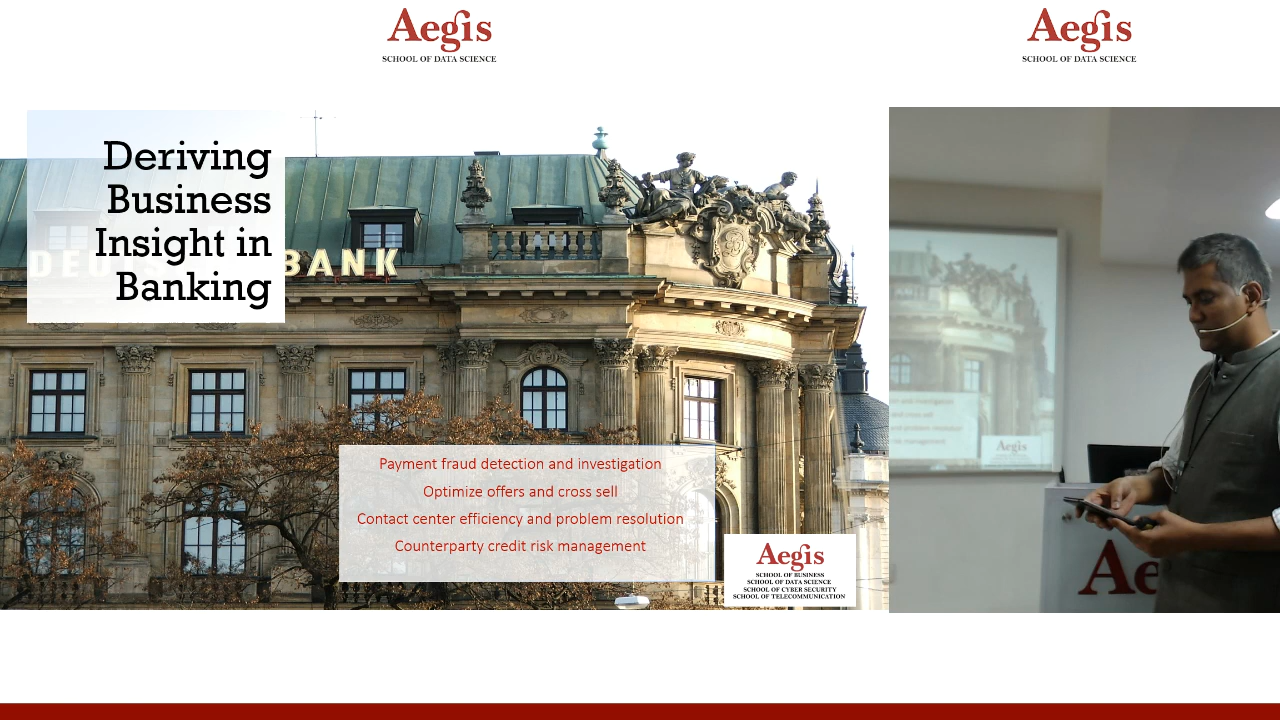 Aegis
SCHOOL OF DATA SCIENCE
Aegis
SCHOOL OF DATA SCIENCE
Deriving
Business
Insight in
Banking
BANK
Payment fraud detection and investigation
Optimize offers and cross sell
Contact center efficiency and problem resolution
Counterparty credit risk management
Aegis
SCHOOL OF BUSINESS
SCHOOL OF DATA SCIENCE
SCHOOL OF CYBER SECURITY
SCHOOL OF TELECOMMUNICATION
Aegis
Ae